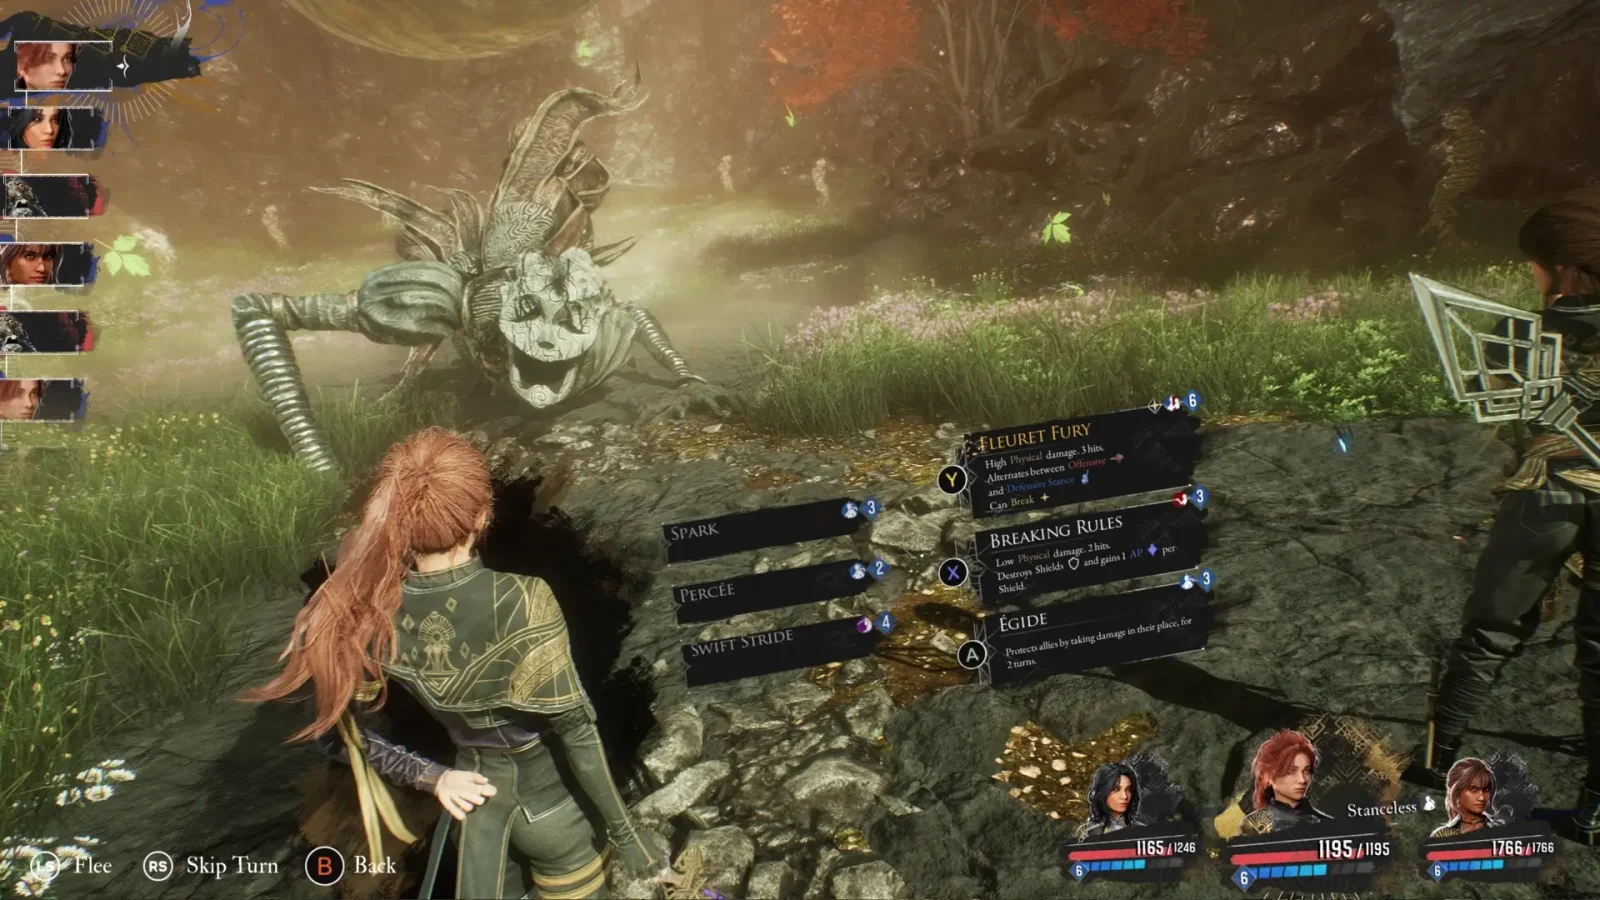 6
FLEURET FURY
High Physical damage. 3 hits.
Alternates between Offensive
and Defensive Stance
Can Break
Y
3
BREAKING RULES
Low Physical damage. 2 hits.
Destroys Shields and gains 1 AP per
Shield.
X
3
ÉGIDE
Protects allies by taking damage in their place, for
2 turns.
A
SPARK
3
PERCÉE
2
SWIFT STRIDE
4
Stanceless
1165/1246
6
1195/1195
6
1766/1766
6
LS Flee
RS Skip Turn
B Back